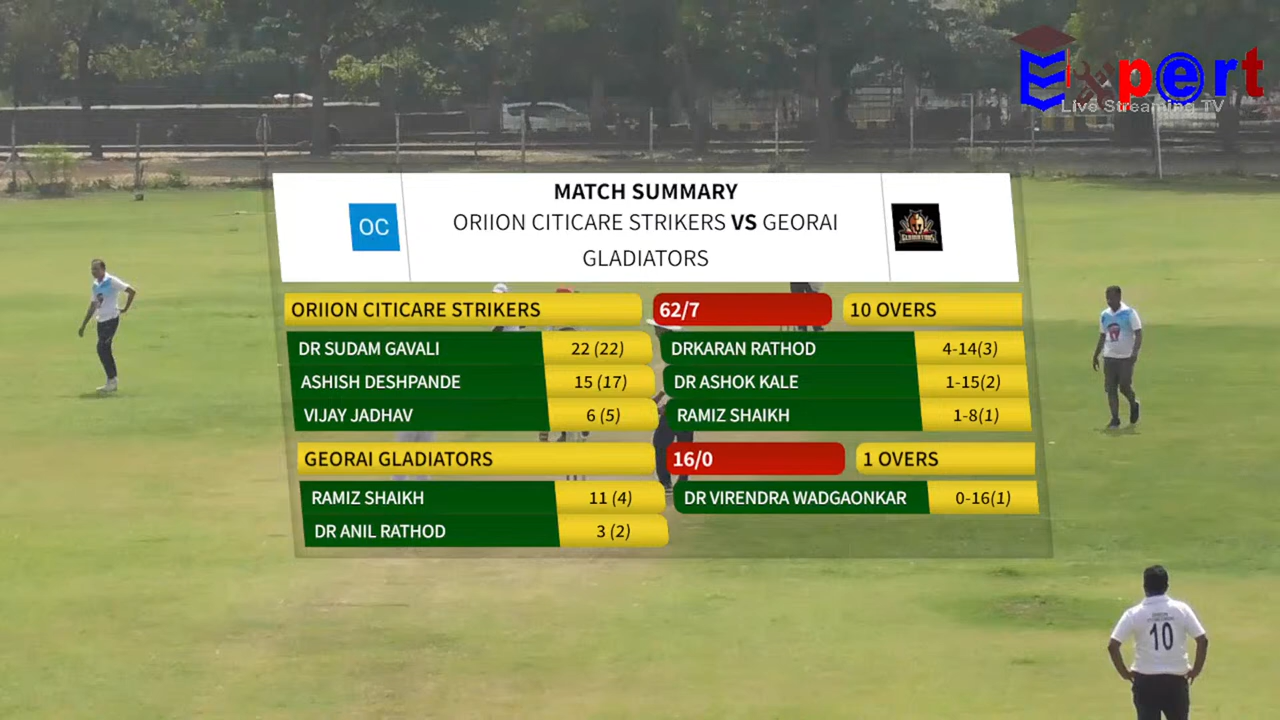 Expert
Live Streaming TV
MATCH SUMMARY
OC
ORIION CITICARE STRIKERS VS GEORAI
GLADIATORS
GLADIATORS
ORIION CITICARE STRIKERS 62/7 10 OVERS
DR SUDAM GAVALI 22 (22) DRKARAN RATHOD 4-14(3)
ASHISH DESHPANDE 15 (17) DR ASHOK KALE 1-15(2)
VIJAY JADHAV 6 (5) RAMIZ SHAIKH 1-8(1)
GEORAI GLADIATORS 16/0 1 OVERS
RAMIZ SHAIKH 11 (4) DR VIRENDRA WADGAONKAR 0-16(1)
DR ANIL RATHOD 3 (2)
10